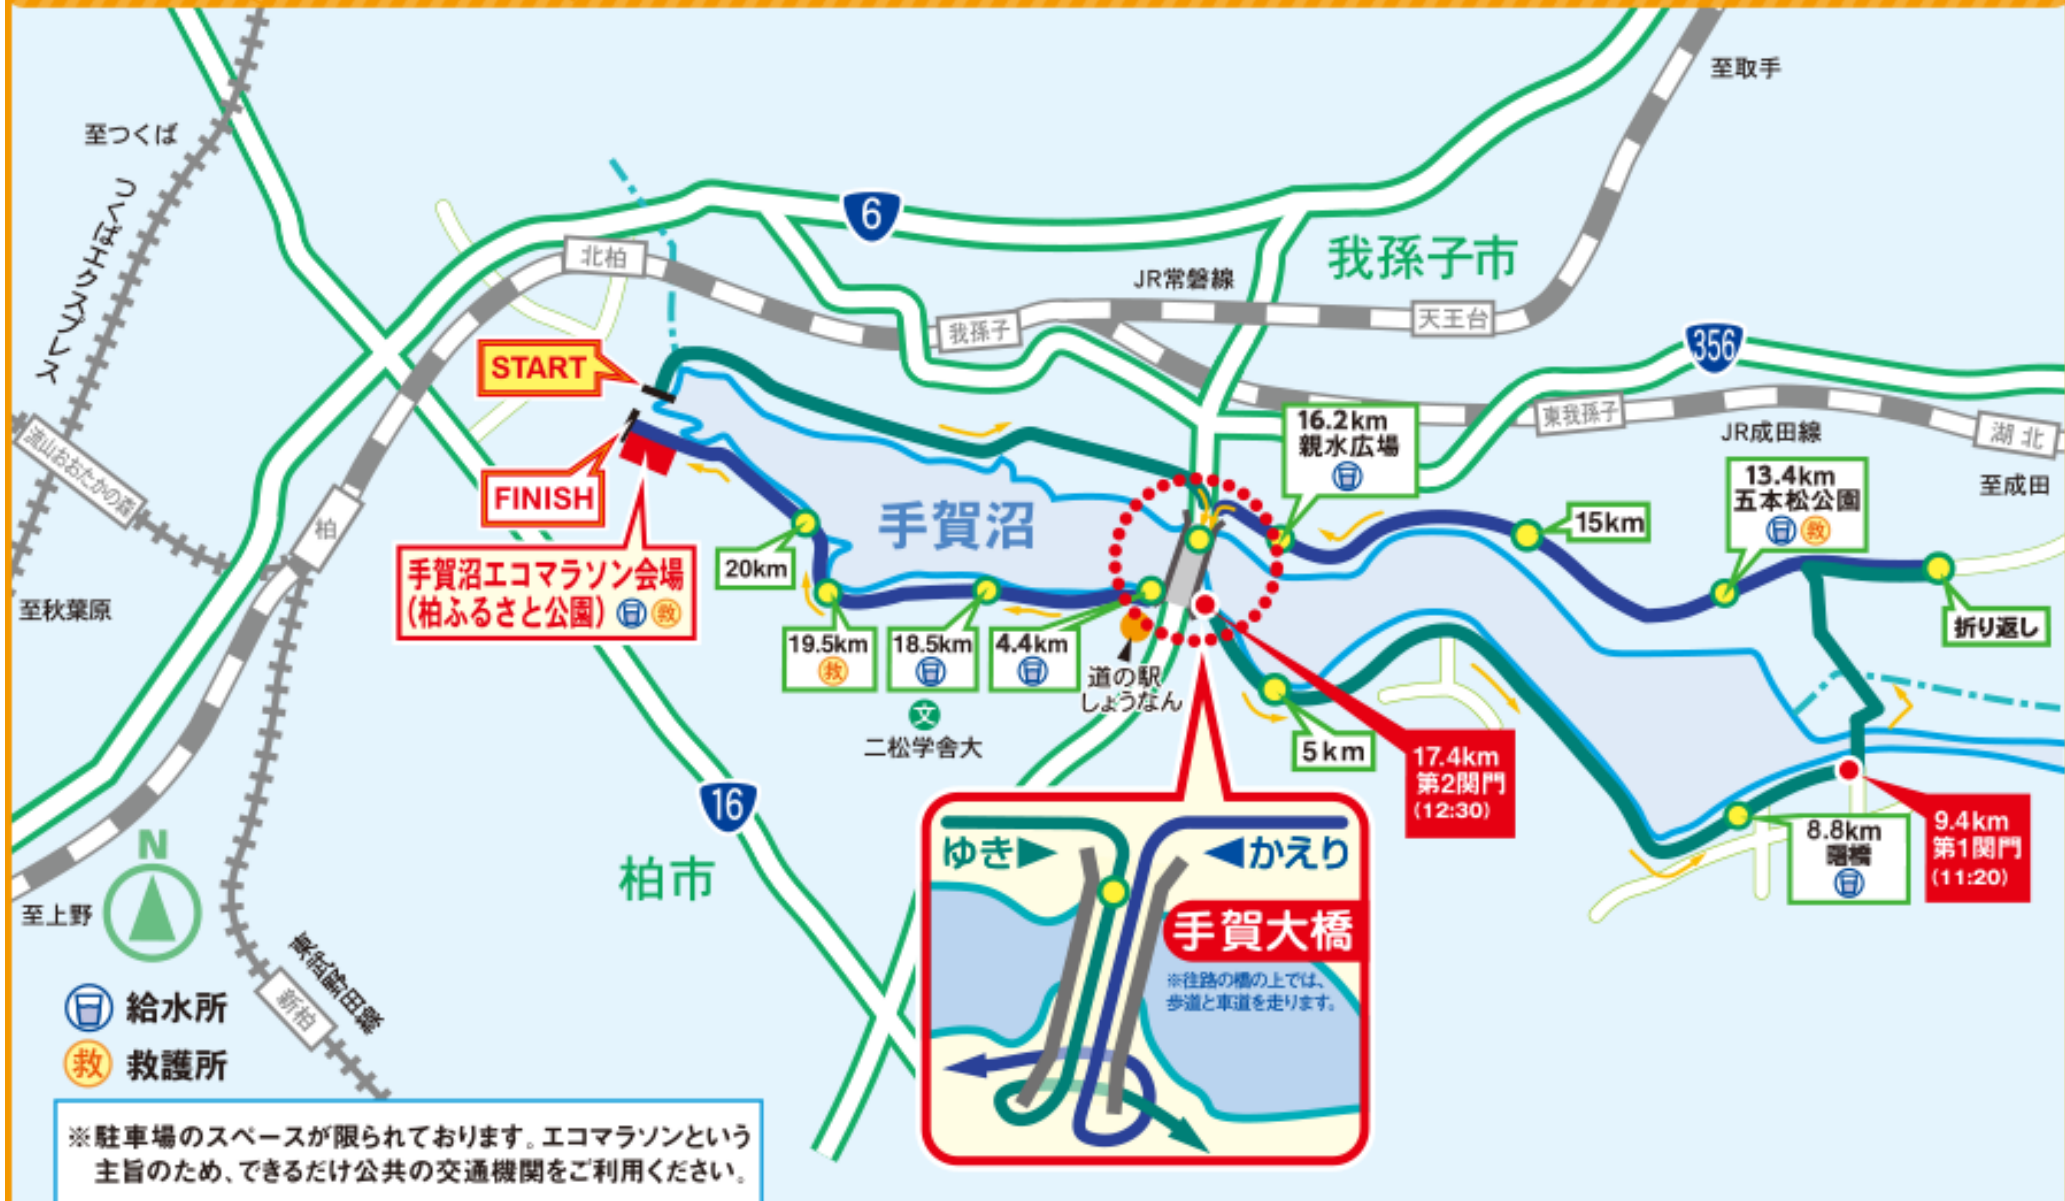 至取手
至つくば
つくばエクスプレス
6
北柏
我孫子市
JR常磐線
我孫子
天王台
356
START
16.2km
親水広場
東我孫子
JR成田線
湖北
流山おおたかの森
FINISH
手賀沼
13.4km
五本松公園
救
至成田
15km
柏
20km
手賀沼エコマラソン会場
(柏ふるさと公園)
救
至秋葉原
折り返し
19.5km
救
18.5km
4.4km
道の駅
しょうなん
文
二松学舎大
5km
17.4km
第2関門
(12:30)
16
8.8km
曙橋
9.4km
第1関門
(11:20)
柏市
ゆき
かえり
手賀大橋
※往路の橋の上では、
歩道と車道を走ります。
N
至上野
東武野田線
新柏
給水所
救
救護所
※駐車場のスペースが限られております。エコマラソンという
主旨のため、できるだけ公共の交通機関をご利用ください。